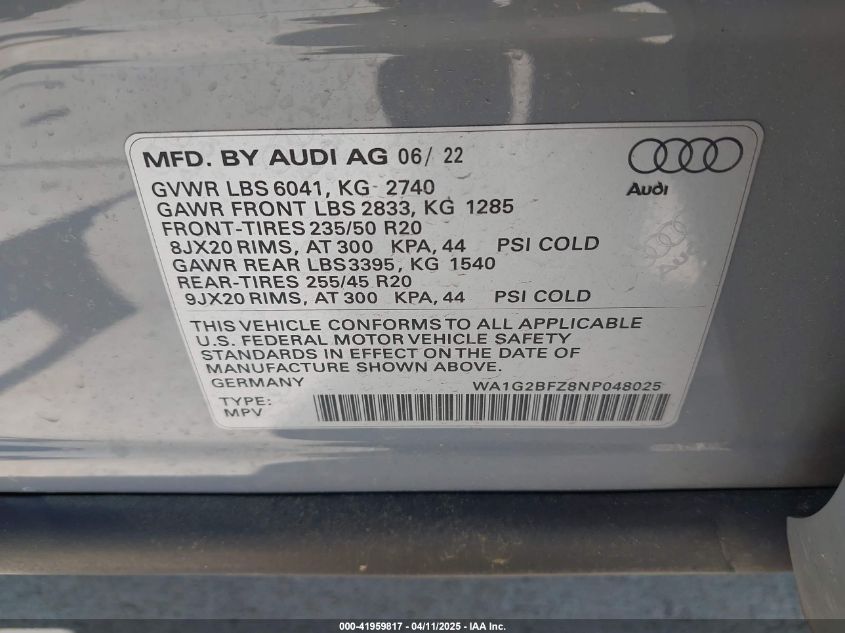 MFD. BY AUDI AG 06/ 22
Audi
GVWR LBS 6041, KG 2740
GAWR FRONT LBS 2833, KG 1285
FRONT-TIRES 235/50 R20
8JX20 RIMS, AT 300 KPA, 44 PSI COLD
GAWR REAR LBS3395, KG 1540
REAR-TIRES 255/45 R20
9JX20 RIMS, AT 300 KPA, 44 PSI COLD
THIS VEHICLE CONFORMS TO ALL APPLICABLE
U.S. FEDERAL MOTOR VEHICLE SAFETY
STANDARDS IN EFFECT ON THE DATE OF
MANUFACTURE SHOWN ABOVE.
GERMANY WA1G2BFZ8NP048025
TYPE:
MPV
000-41959817 - 04/11/2025 - IAA Inc.